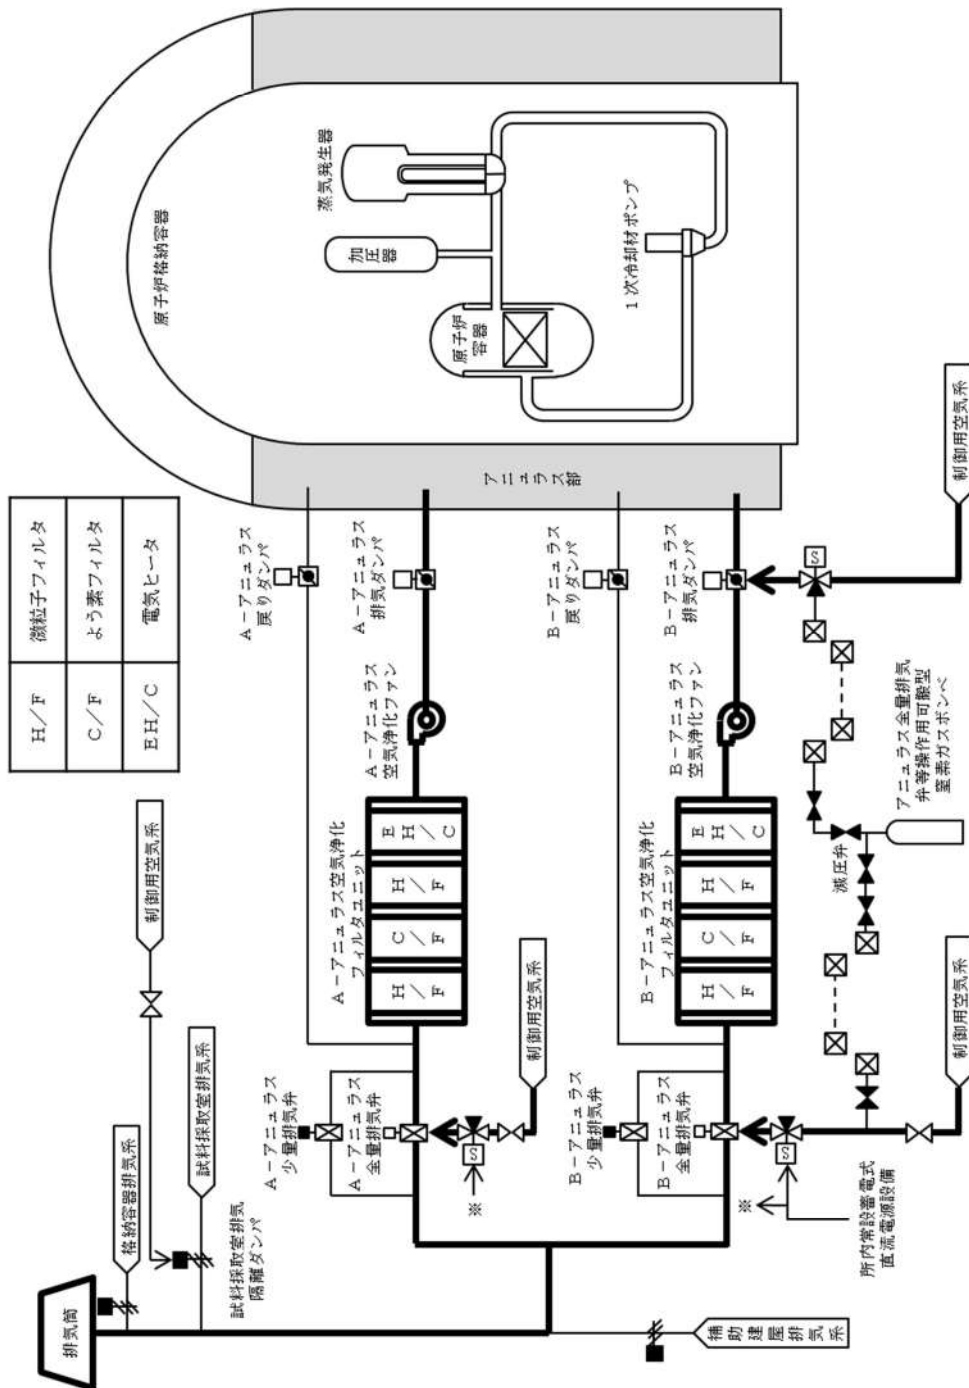 H/F
微粒子フィルタ
C/F
よう素フィルタ
EH/C
電気ヒータ
原子炉格納容器
蒸気発生器
加圧器
原子炉
容器
1次冷却材ポンプ
アニュラス部
A-アニュラス
戻りダンパ
A-アニュラス
排気ダンパ
B-アニュラス
戻りダンパ
B-アニュラス
排気ダンパ
A-アニュラス
空気浄化ファン
B-アニュラス
空気浄化ファン
A-アニュラス空気浄化
フィルタユニット
H/F
C/F
H/F
EH/C
B-アニュラス空気浄化
フィルタユニット
H/F
C/F
H/F
EH/C
S
制御用空気系
アニュラス全量排気
弁等操作用可搬型
窒素ガスボンベ
減圧弁
制御用空気系
A-アニュラス
少量排気弁
A-アニュラス
全量排気弁
S
※
制御用空気系
B-アニュラス
少量排気弁
B-アニュラス
全量排気弁
S
※
制御用空気系
所内常設蓄電式
直流電源設備
排気筒
格納容器排気系
試料採取室排気系
制御用空気系
試料採取室排気
隔離ダンパ
補助建屋排気系